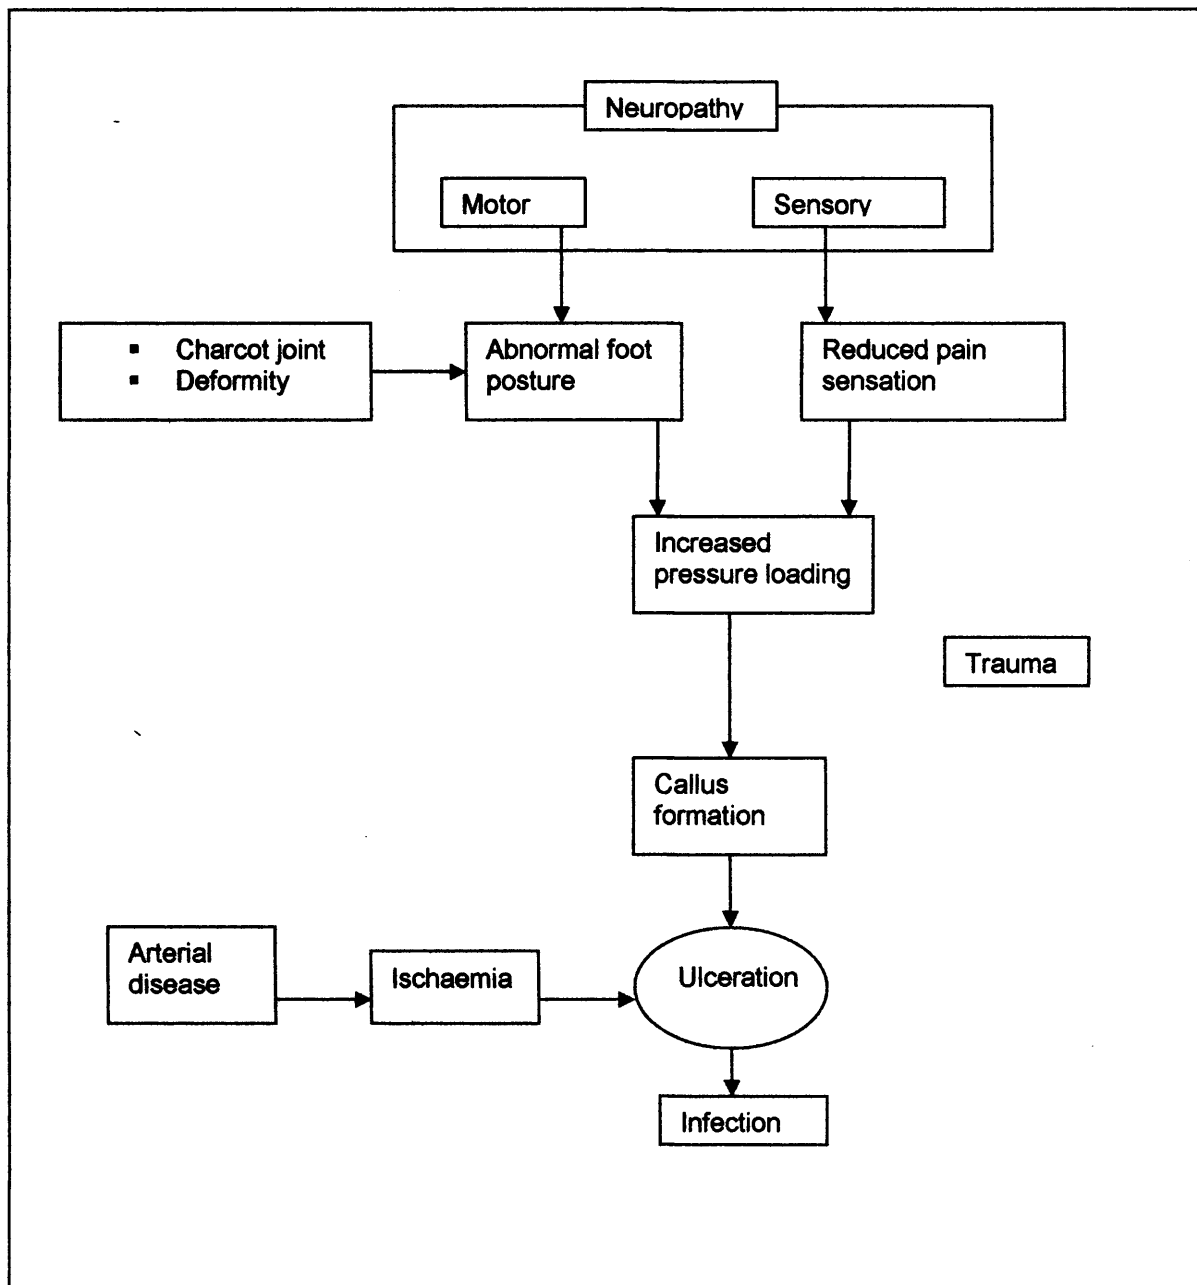 Neuropathy
Motor
Sensory
▪ Charcot joint
▪ Deformity
Abnormal foot
posture
Reduced pain
sensation
Increased
pressure loading
Trauma
Callus
formation
Arterial
disease
Ischaemia
Ulceration
Infection